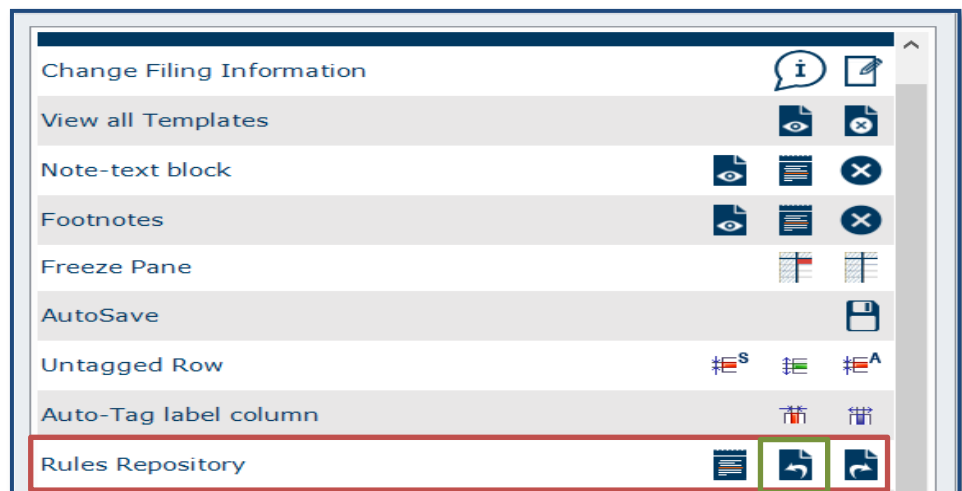 Change Filing Information
View all Templates
Note-text block
Footnotes
Freeze Pane
AutoSave
Untagged Row S A
Auto-Tag label column
Rules Repository